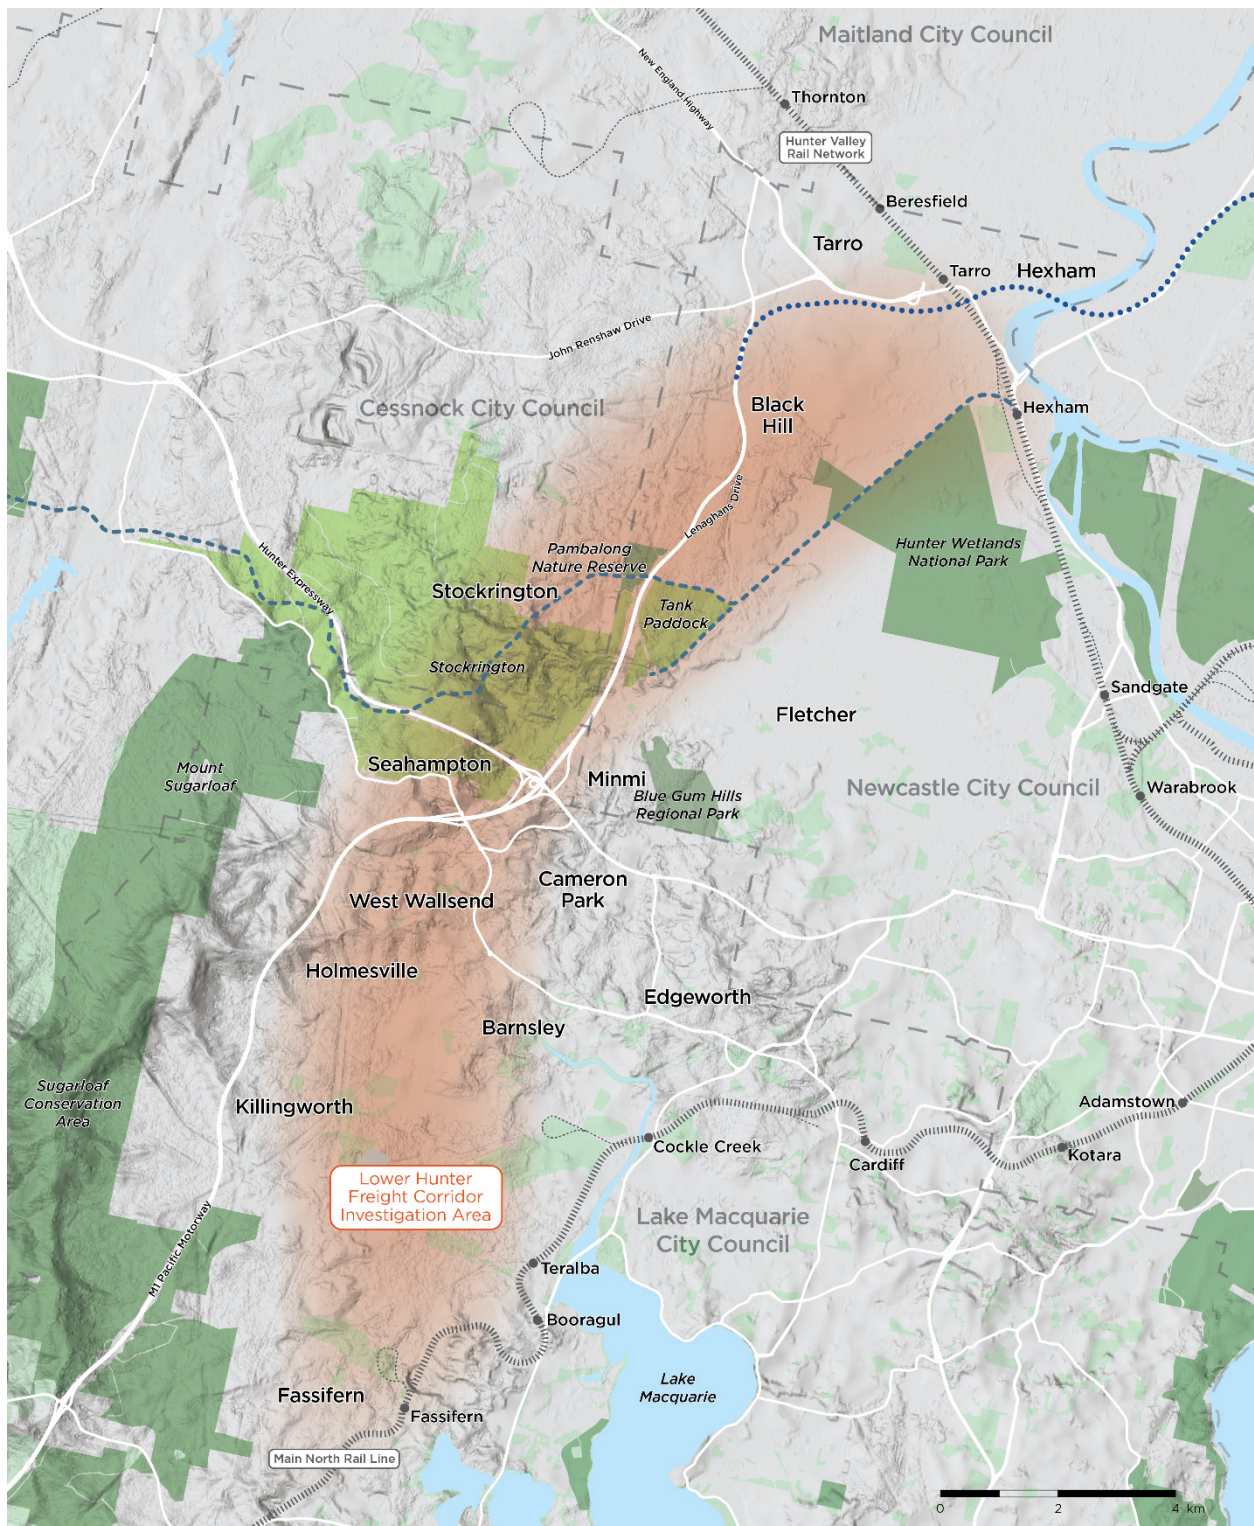 Maitland City Council
New England Highway
Thornton
Hunter Valley
Rail Network
Beresfield
Tarro
Tarro
Hexham
John Renshaw Drive
Cessnock City Council
Black
Hill
Hexham
Lenaghans Drive
Hunter Expressway
Pambalong
Nature Reserve
Hunter Wetlands
National Park
Stockrington
Tank
Paddock
Stockrington
Sandgate
Fletcher
Seahampton
Mount
Sugarloaf
Minmi
Blue Gum Hills
Regional Park
Newcastle City Council
Warabrook
Cameron
Park
West Wallsend
Holmesville
Edgeworth
Barnsley
Sugarloaf
Conservation
Area
Killingworth
Adamstown
Cockle Creek
Cardiff
Kotara
Lower Hunter
Freight Corridor
Investigation Area
Lake Macquarie
City Council
M1 Pacific Motorway
Teralba
Booragul
Lake
Macquarie
Fassifern
Fassifern
Main North Rail Line
0 2 4 km